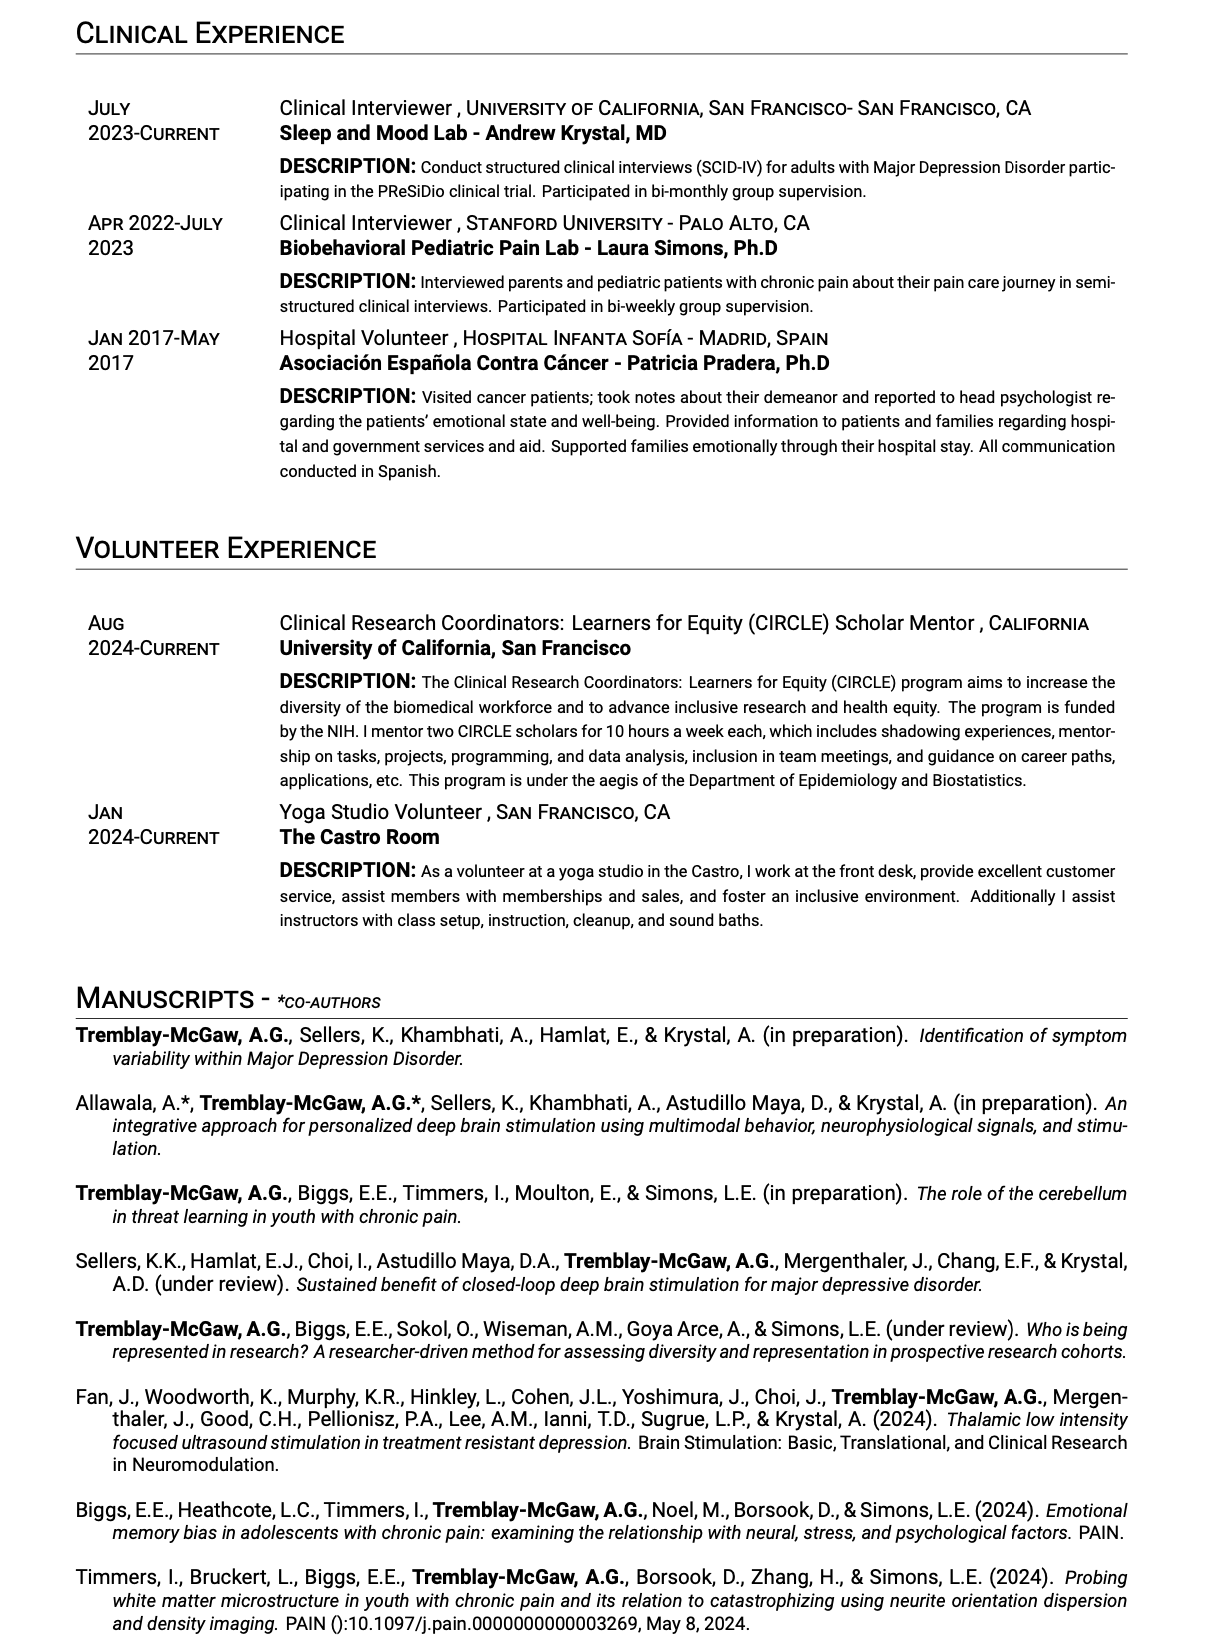 CLINICAL EXPERIENCE
JULY
2023-CURRENT
Clinical Interviewer , UNIVERSITY OF CALIFORNIA, SAN FRANCISCO- SAN FRANCISCO, CA
Sleep and Mood Lab - Andrew Krystal, MD
DESCRIPTION: Conduct structured clinical interviews (SCID-IV) for adults with Major Depression Disorder partic-
ipating in the PReSiDio clinical trial. Participated in bi-monthly group supervision.
APR 2022-JULY
2023
Clinical Interviewer , STANFORD UNIVERSITY - PALO ALTO, CA
Biobehavioral Pediatric Pain Lab - Laura Simons, Ph.D
DESCRIPTION: Interviewed parents and pediatric patients with chronic pain about their pain care journey in semi-
structured clinical interviews. Participated in bi-weekly group supervision.
JAN 2017-MAY
2017
Hospital Volunteer , HOSPITAL INFANTA SOFÍA - MADRID, SPAIN
Asociación Española Contra Cáncer - Patricia Pradera, Ph.D
DESCRIPTION: Visited cancer patients; took notes about their demeanor and reported to head psychologist re-
garding the patients’ emotional state and well-being. Provided information to patients and families regarding hospi-
tal and government services and aid. Supported families emotionally through their hospital stay. All communication
conducted in Spanish.
VOLUNTEER EXPERIENCE
AUG
2024-CURRENT
Clinical Research Coordinators: Learners for Equity (CIRCLE) Scholar Mentor , CALIFORNIA
University of California, San Francisco
DESCRIPTION: The Clinical Research Coordinators: Learners for Equity (CIRCLE) program aims to increase the
diversity of the biomedical workforce and to advance inclusive research and health equity. The program is funded
by the NIH. I mentor two CIRCLE scholars for 10 hours a week each, which includes shadowing experiences, mentor-
ship on tasks, projects, programming, and data analysis, inclusion in team meetings, and guidance on career paths,
applications, etc. This program is under the aegis of the Department of Epidemiology and Biostatistics.
JAN
2024-CURRENT
Yoga Studio Volunteer , SAN FRANCISCO, CA
The Castro Room
DESCRIPTION: As a volunteer at a yoga studio in the Castro, I work at the front desk, provide excellent customer
service, assist members with memberships and sales, and foster an inclusive environment. Additionally I assist
instructors with class setup, instruction, cleanup, and sound baths.
MANUSCRIPTS - *CO-AUTHORS
Tremblay-McGaw, A.G., Sellers, K., Khambhati, A., Hamlat, E., & Krystal, A. (in preparation). Identification of symptom
variability within Major Depression Disorder.
Allawala, A.*, Tremblay-McGaw, A.G.*, Sellers, K., Khambhati, A., Astudillo Maya, D., & Krystal, A. (in preparation). An
integrative approach for personalized deep brain stimulation using multimodal behavior, neurophysiological signals, and stimu-
lation.
Tremblay-McGaw, A.G., Biggs, E.E., Timmers, I., Moulton, E., & Simons, L.E. (in preparation). The role of the cerebellum
in threat learning in youth with chronic pain.
Sellers, K.K., Hamlat, E.J., Choi, I., Astudillo Maya, D.A., Tremblay-McGaw, A.G., Mergenthaler, J., Chang, E.F., & Krystal,
A.D. (under review). Sustained benefit of closed-loop deep brain stimulation for major depressive disorder.
Tremblay-McGaw, A.G., Biggs, E.E., Sokol, O., Wiseman, A.M., Goya Arce, A., & Simons, L.E. (under review). Who is being
represented in research? A researcher-driven method for assessing diversity and representation in prospective research cohorts.
Fan, J., Woodworth, K., Murphy, K.R., Hinkley, L., Cohen, J.L., Yoshimura, J., Choi, J., Tremblay-McGaw, A.G., Mergen-
thaler, J., Good, C.H., Pellionisz, P.A., Lee, A.M., Ianni, T.D., Sugrue, L.P., & Krystal, A. (2024). Thalamic low intensity
focused ultrasound stimulation in treatment resistant depression. Brain Stimulation: Basic, Translational, and Clinical Research
in Neuromodulation.
Biggs, E.E., Heathcote, L.C., Timmers, I., Tremblay-McGaw, A.G., Noel, M., Borsook, D., & Simons, L.E. (2024). Emotional
memory bias in adolescents with chronic pain: examining the relationship with neural, stress, and psychological factors. PAIN.
Timmers, I., Bruckert, L., Biggs, E.E., Tremblay-McGaw, A.G., Borsook, D., Zhang, H., & Simons, L.E. (2024). Probing
white matter microstructure in youth with chronic pain and its relation to catastrophizing using neurite orientation dispersion
and density imaging. PAIN ():10.1097/j.pain.0000000000003269, May 8, 2024.